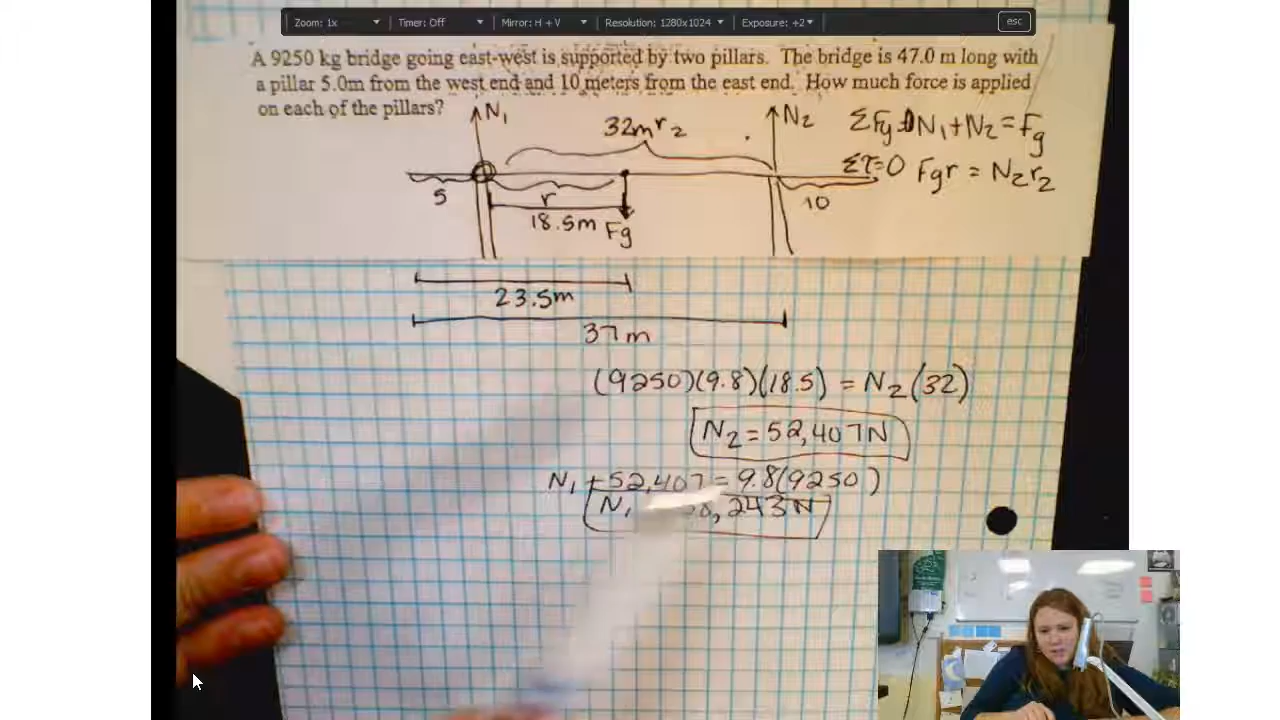 Zoom: 1x Timer: Off Mirror: H + V Resolution: 1280x1024 Exposure: +2 esc
A 9250 kg bridge going east-west is supported by two pillars. The bridge is 47.0 m long with
a pillar 5.0m from the west end and 10 meters from the east end. How much force is applied
on each of the pillars?
N₁
32m r₂
N₂
ΣFy=0 N₁+N₂=Fg
Στ=0 Fgr = N₂r₂
5
r
10
18.5m
Fg
23.5m
37m
(9250)(9.8)(18.5) = N₂(32)
N₂ = 52,407N
N₁ + 52,407 = 9.8(9250)
N₁ ,243N